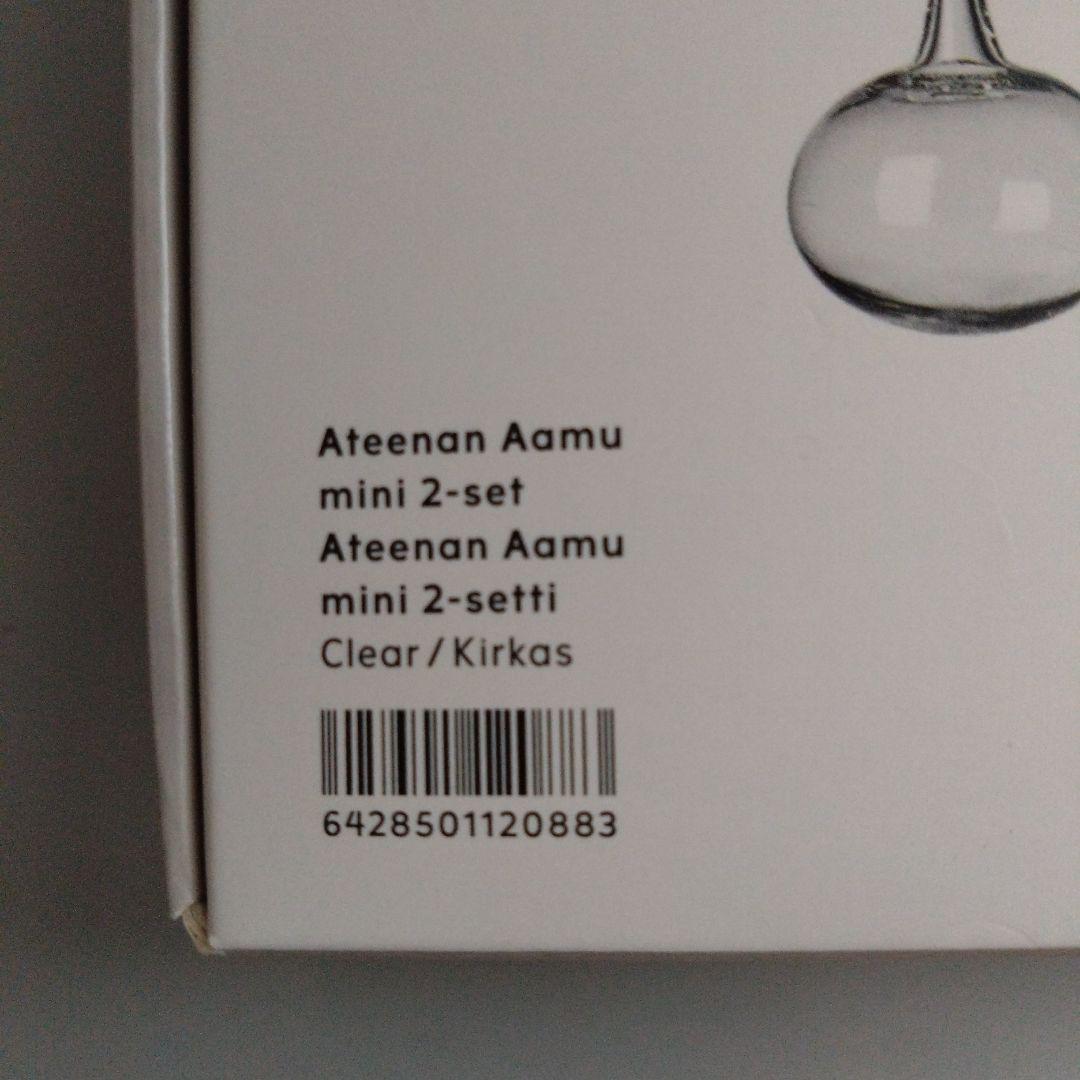 Ateenan Aamu
mini 2-set
Ateenan Aamu
mini 2-setti
Clear / Kirkas
6428501120883